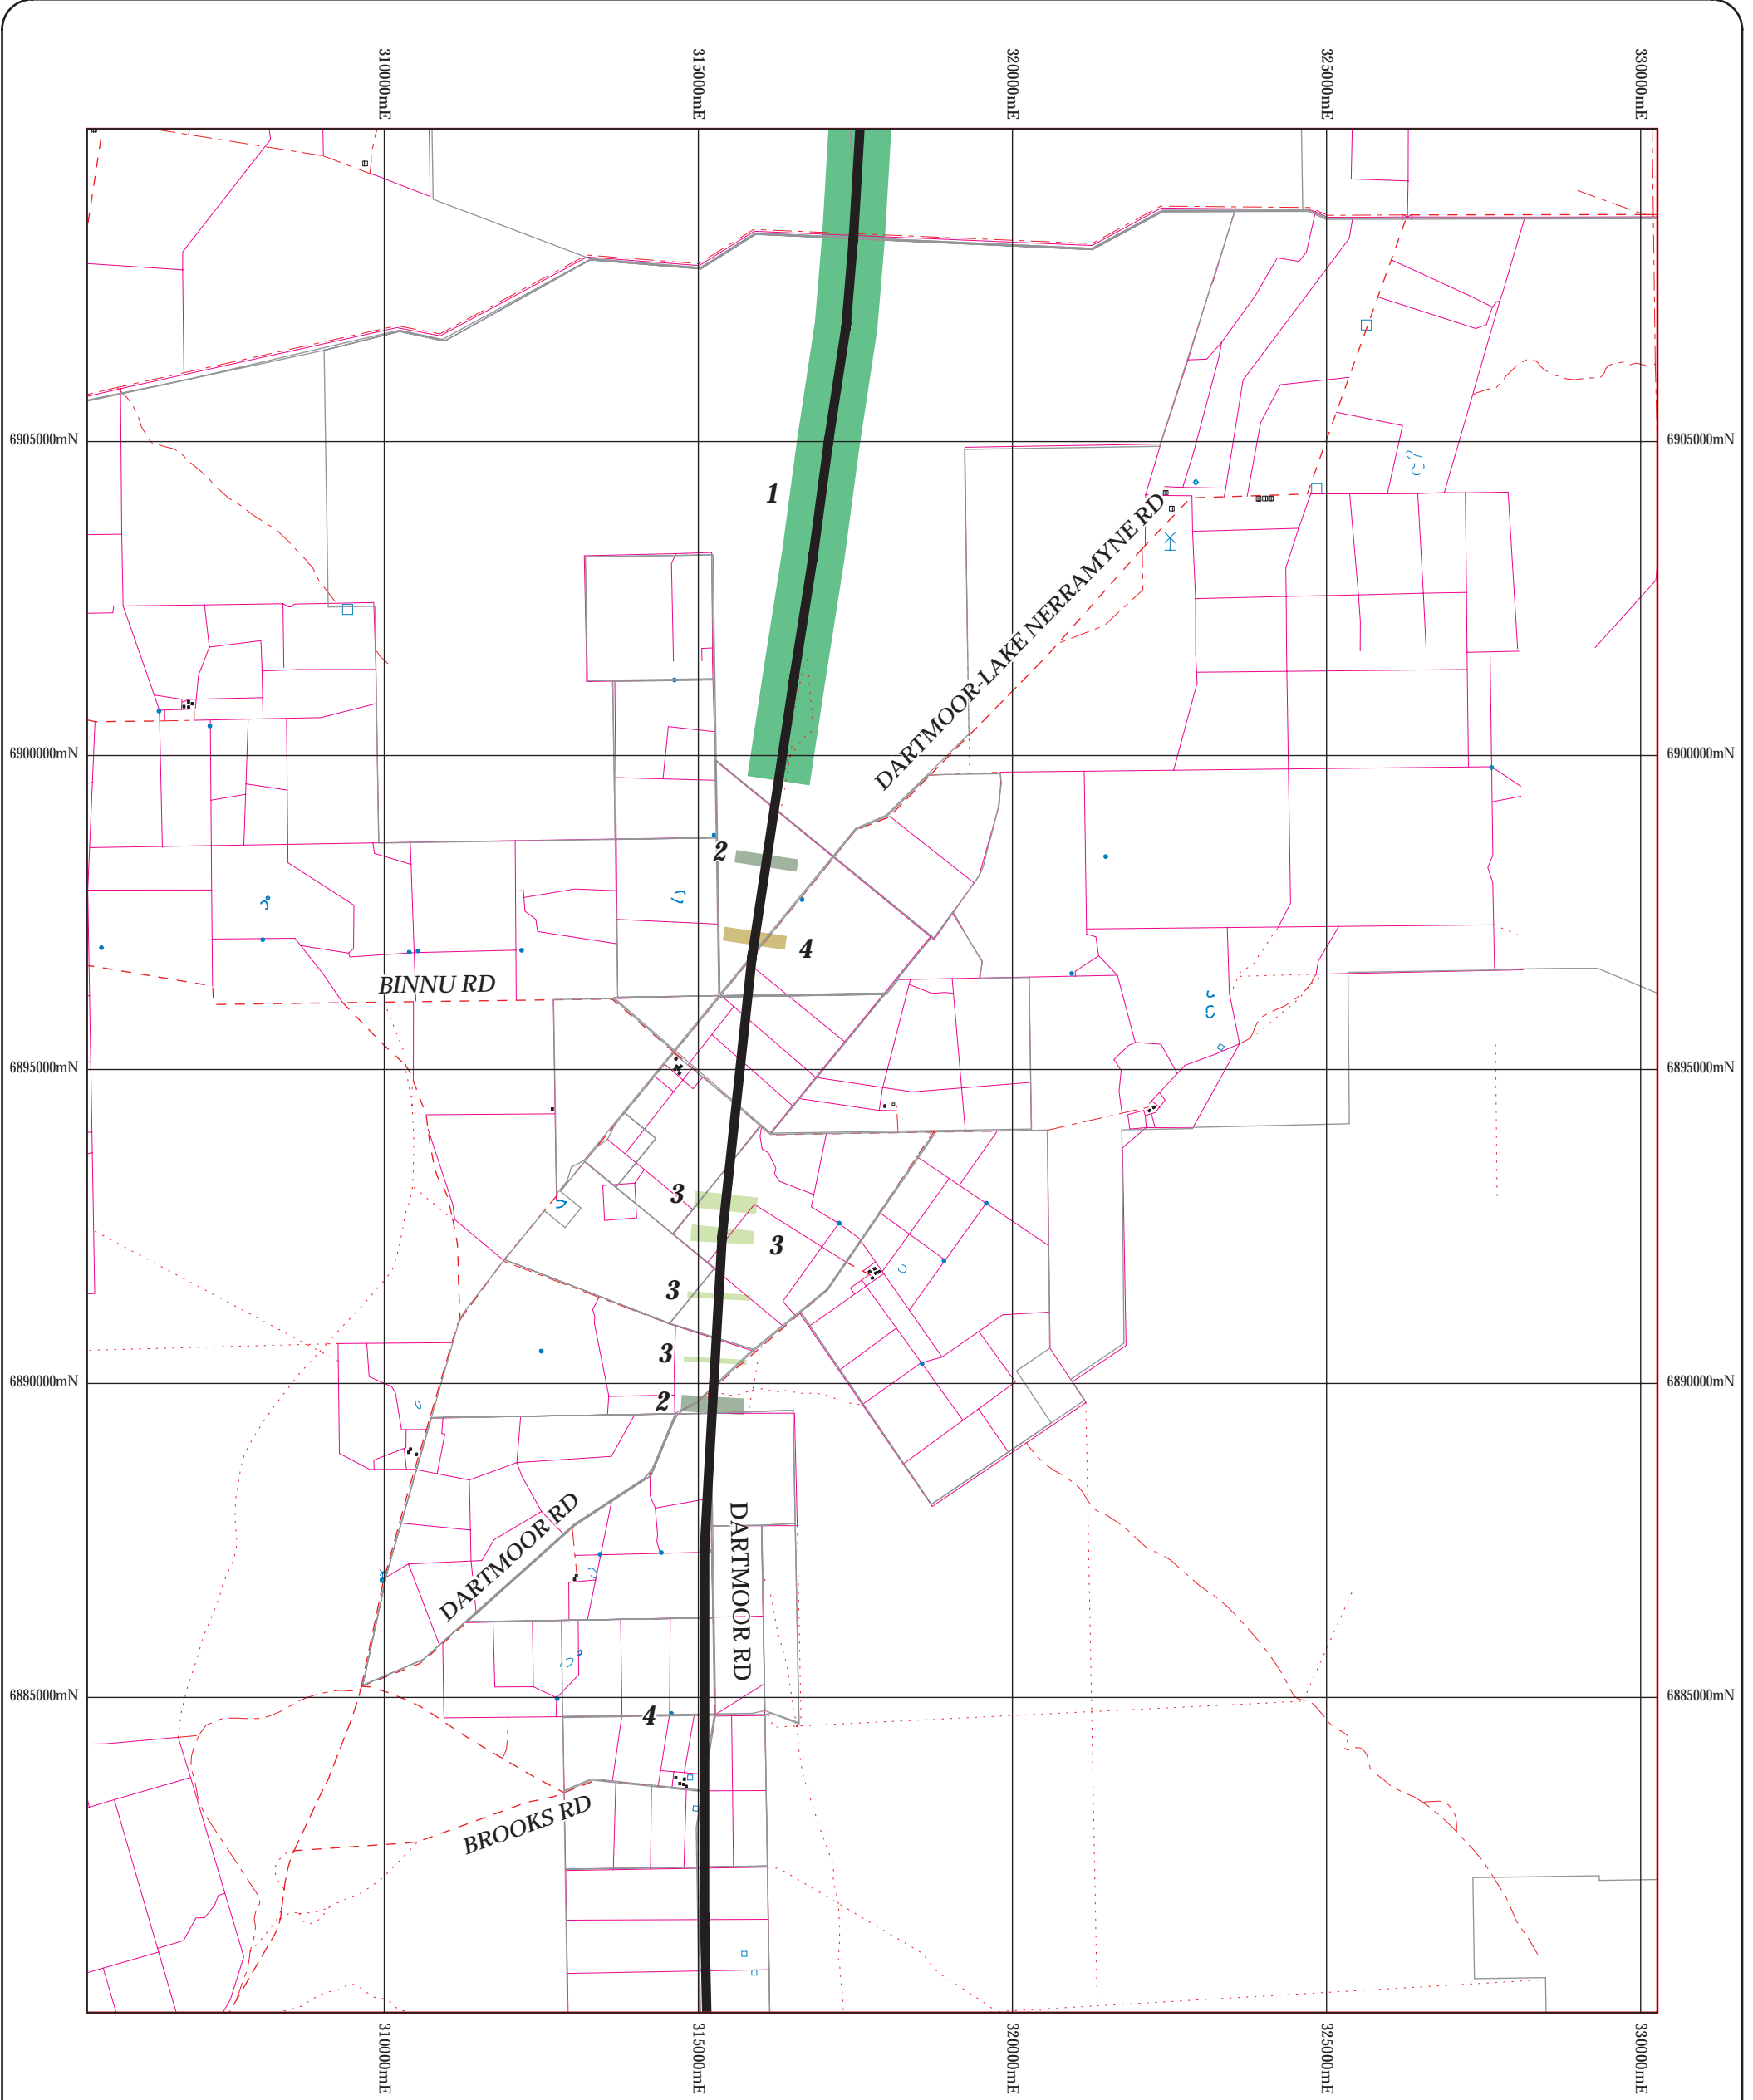 310000mE
315000mE
320000mE
325000mE
330000mE
6905000mN
6905000mN
1
DARTMOOR-LAKE NERRAMYNE RD
6900000mN
6900000mN
2
4
BINNU RD
6895000mN
6895000mN
3
3
3
3
6890000mN
6890000mN
2
DARTMOOR RD
DARTMOOR RD
6885000mN
6885000mN
4
BROOKS RD
310000mE
315000mE
320000mE
325000mE
330000mE